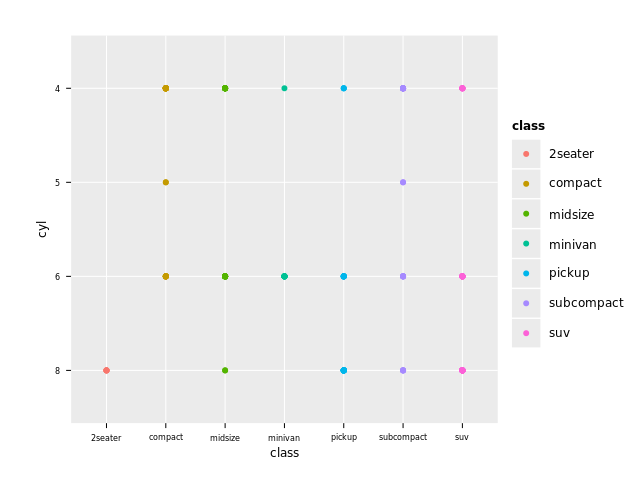 cyl
4
5
6
8
2seater compact midsize minivan pickup subcompact suv
class
class
2seater
compact
midsize
minivan
pickup
subcompact
suv